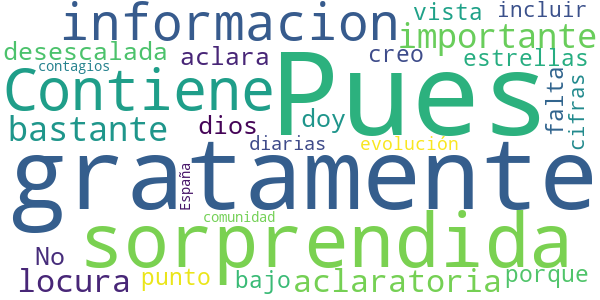 informacion vista incluir
importante
desescalada aclara creo estrellas
contagios
Contiene Pues falta cifras
bastante dios doy
diarias evolución
gratamente
España
comunidad
sorprendida
No
locura punto bajo aclaratoria porque